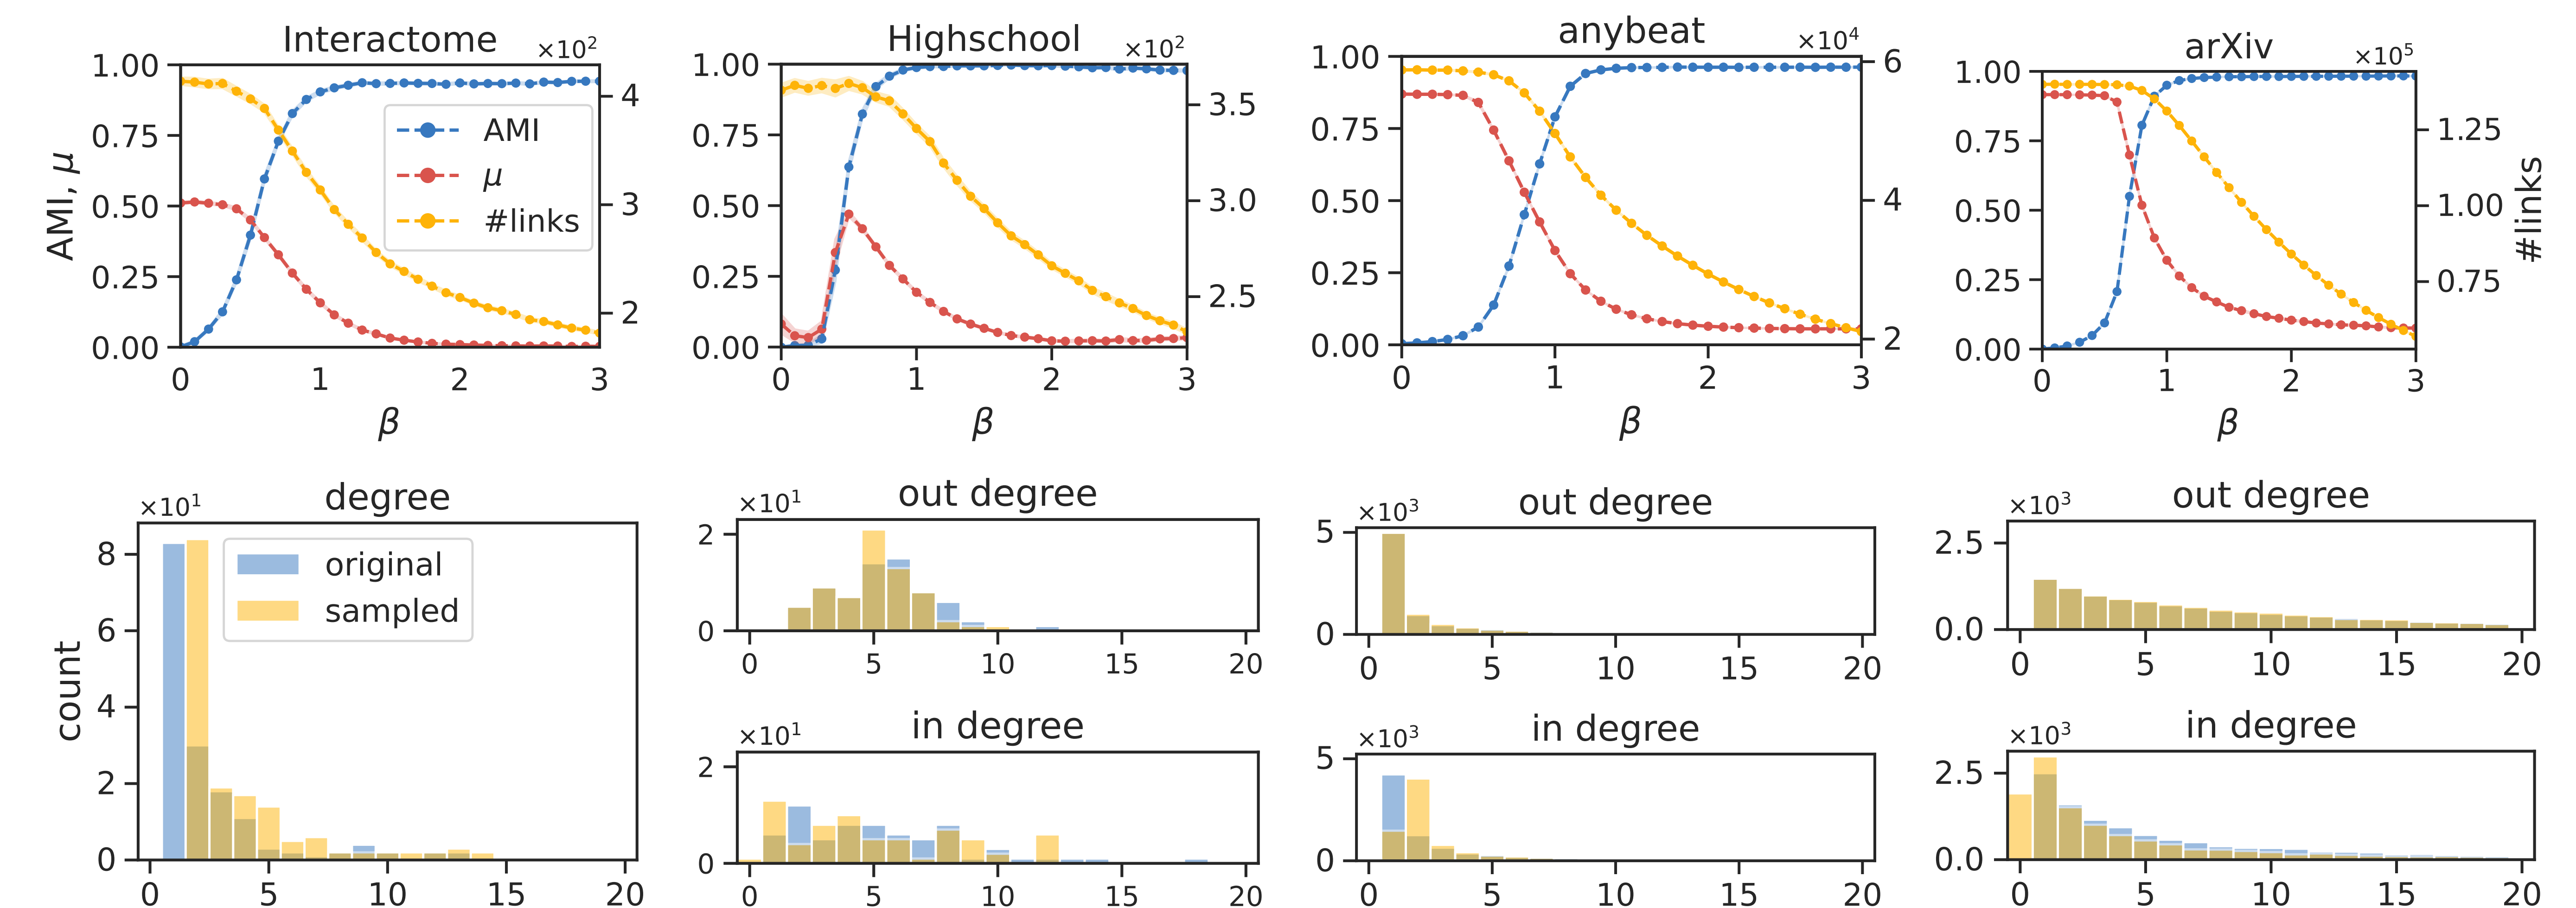 Interactome
×10²
1.00
0.75
0.50
0.25
0.00
AMI, μ
4
3
2
AMI
μ
#links
0 1 2 3
β
Highschool
×10²
1.00
0.75
0.50
0.25
0.00
3.5
3.0
2.5
0 1 2 3
β
anybeat
×10⁴
1.00
0.75
0.50
0.25
0.00
6
4
2
0 1 2 3
β
arXiv
×10⁵
1.00
0.75
0.50
0.25
0.00
1.25
1.00
0.75
#links
0 1 2 3
β
degree
×10¹
8
6
4
2
0
count
original
sampled
0 5 10 15 20
out degree
×10¹
2
0
0 5 10 15 20
in degree
×10¹
2
0
0 5 10 15 20
out degree
×10³
5
0
0 5 10 15 20
in degree
×10³
5
0
0 5 10 15 20
out degree
×10³
2.5
0.0
0 5 10 15 20
in degree
×10³
2.5
0.0
0 5 10 15 20